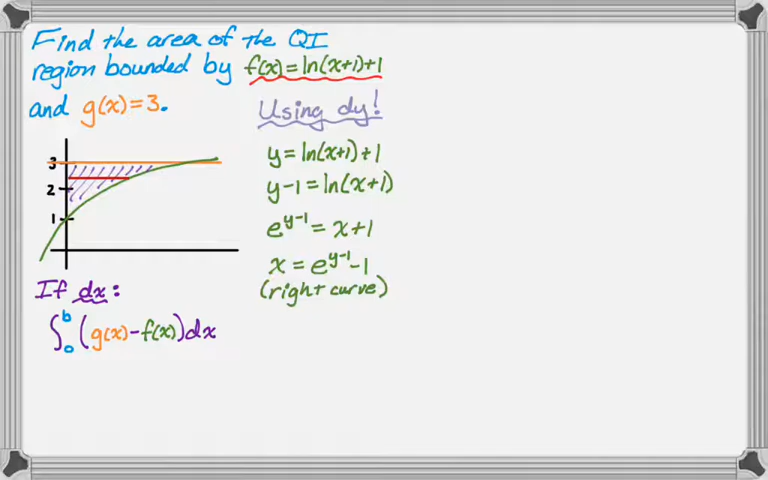 Find the area of the QI
region bounded by f(x)=ln(x+1)+1
and g(x)=3.
Using dy!
y=ln(x+1)+1
y-1=ln(x+1)
e^{y-1}=x+1
x=e^{y-1}-1
(right curve)
3
2
1
If dx:
∫_0^b (g(x)-f(x))dx